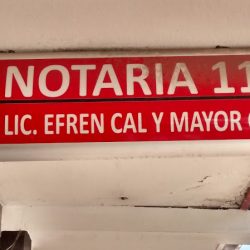 NOTARIA 11
LIC. EFREN CAL Y MAYOR